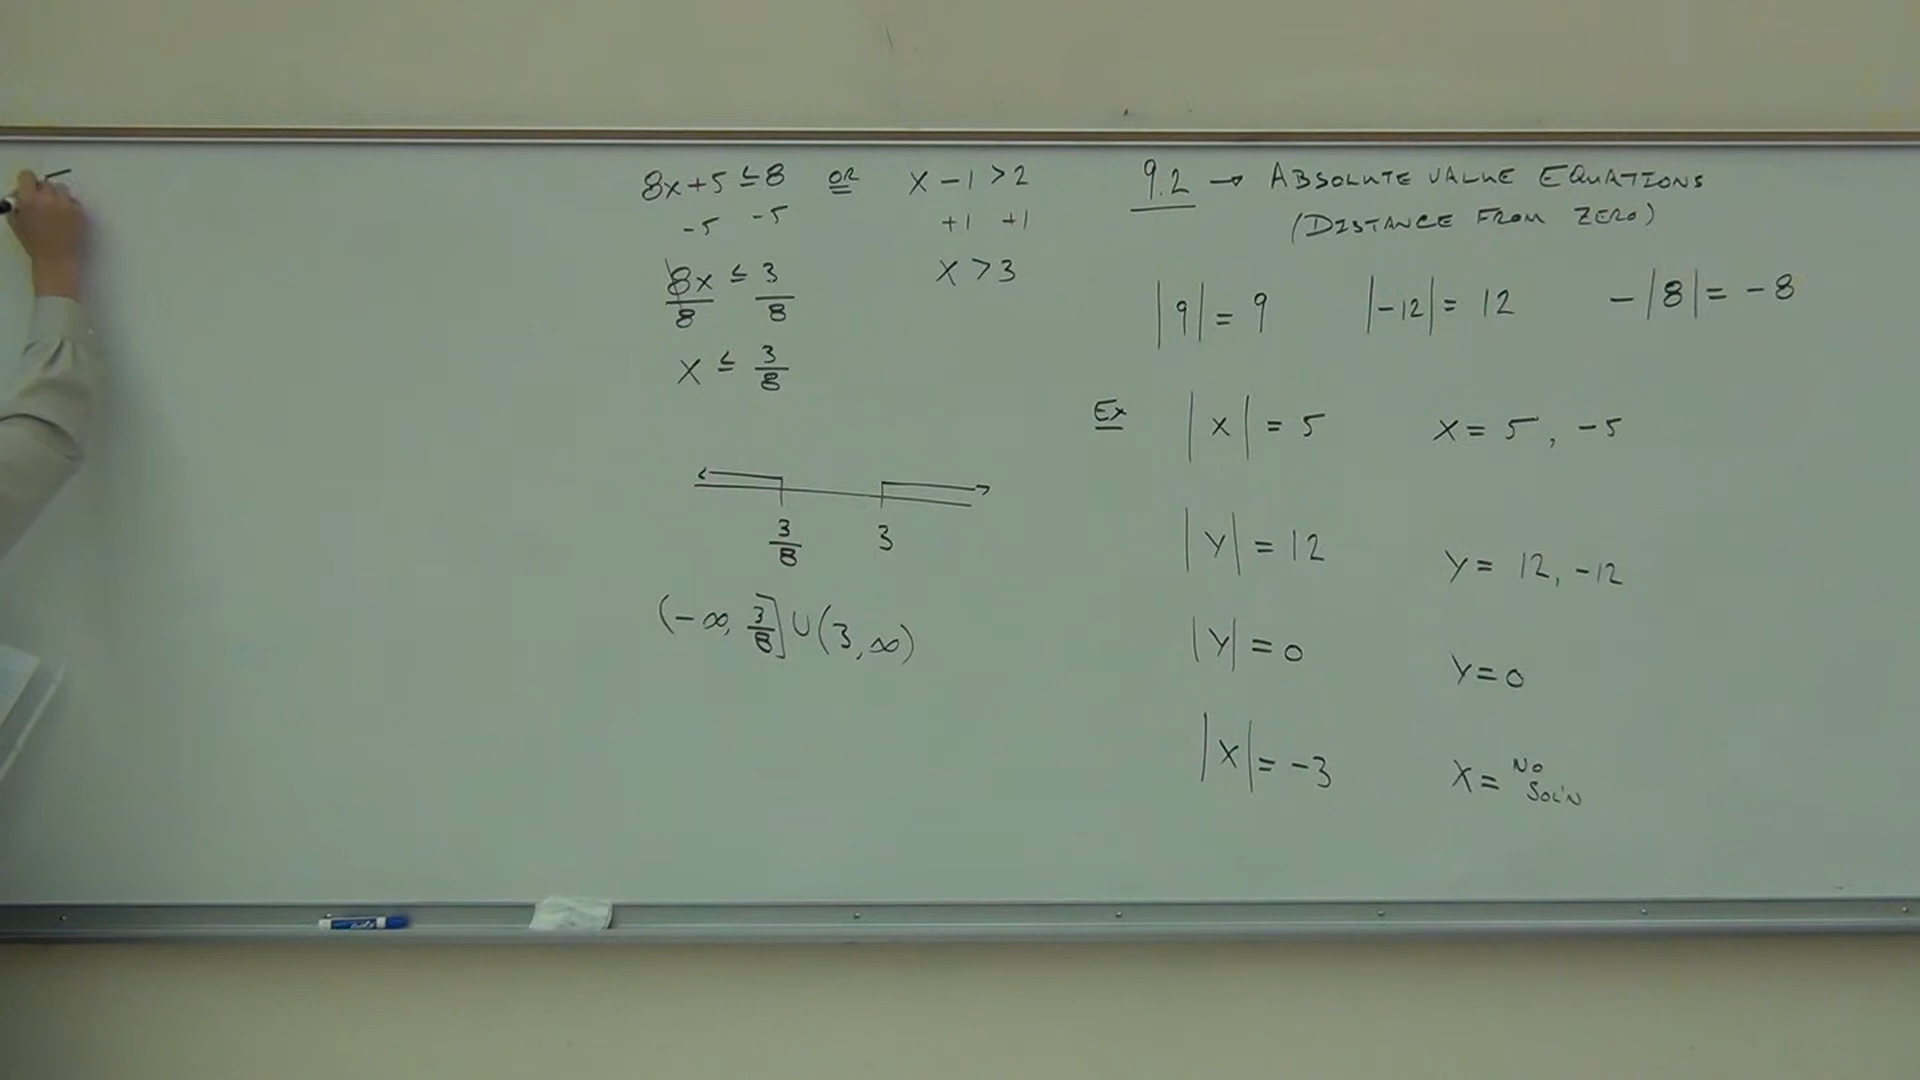 8x+5 ≤ 8 OR x - 1 > 2
-5 -5 +1 +1
8x/8 ≤ 3/8 x > 3
x ≤ 3/8
3/8 3
(-∞, 3/8] ∪ (3, ∞)
9.2 → ABSOLUTE VALUE EQUATIONS
(DISTANCE FROM ZERO)
|9| = 9 |-12| = 12 -|8| = -8
Ex |x| = 5 x = 5, -5
|y| = 12 y = 12, -12
|y| = 0 y = 0
|x| = -3 x = NO SOL'N